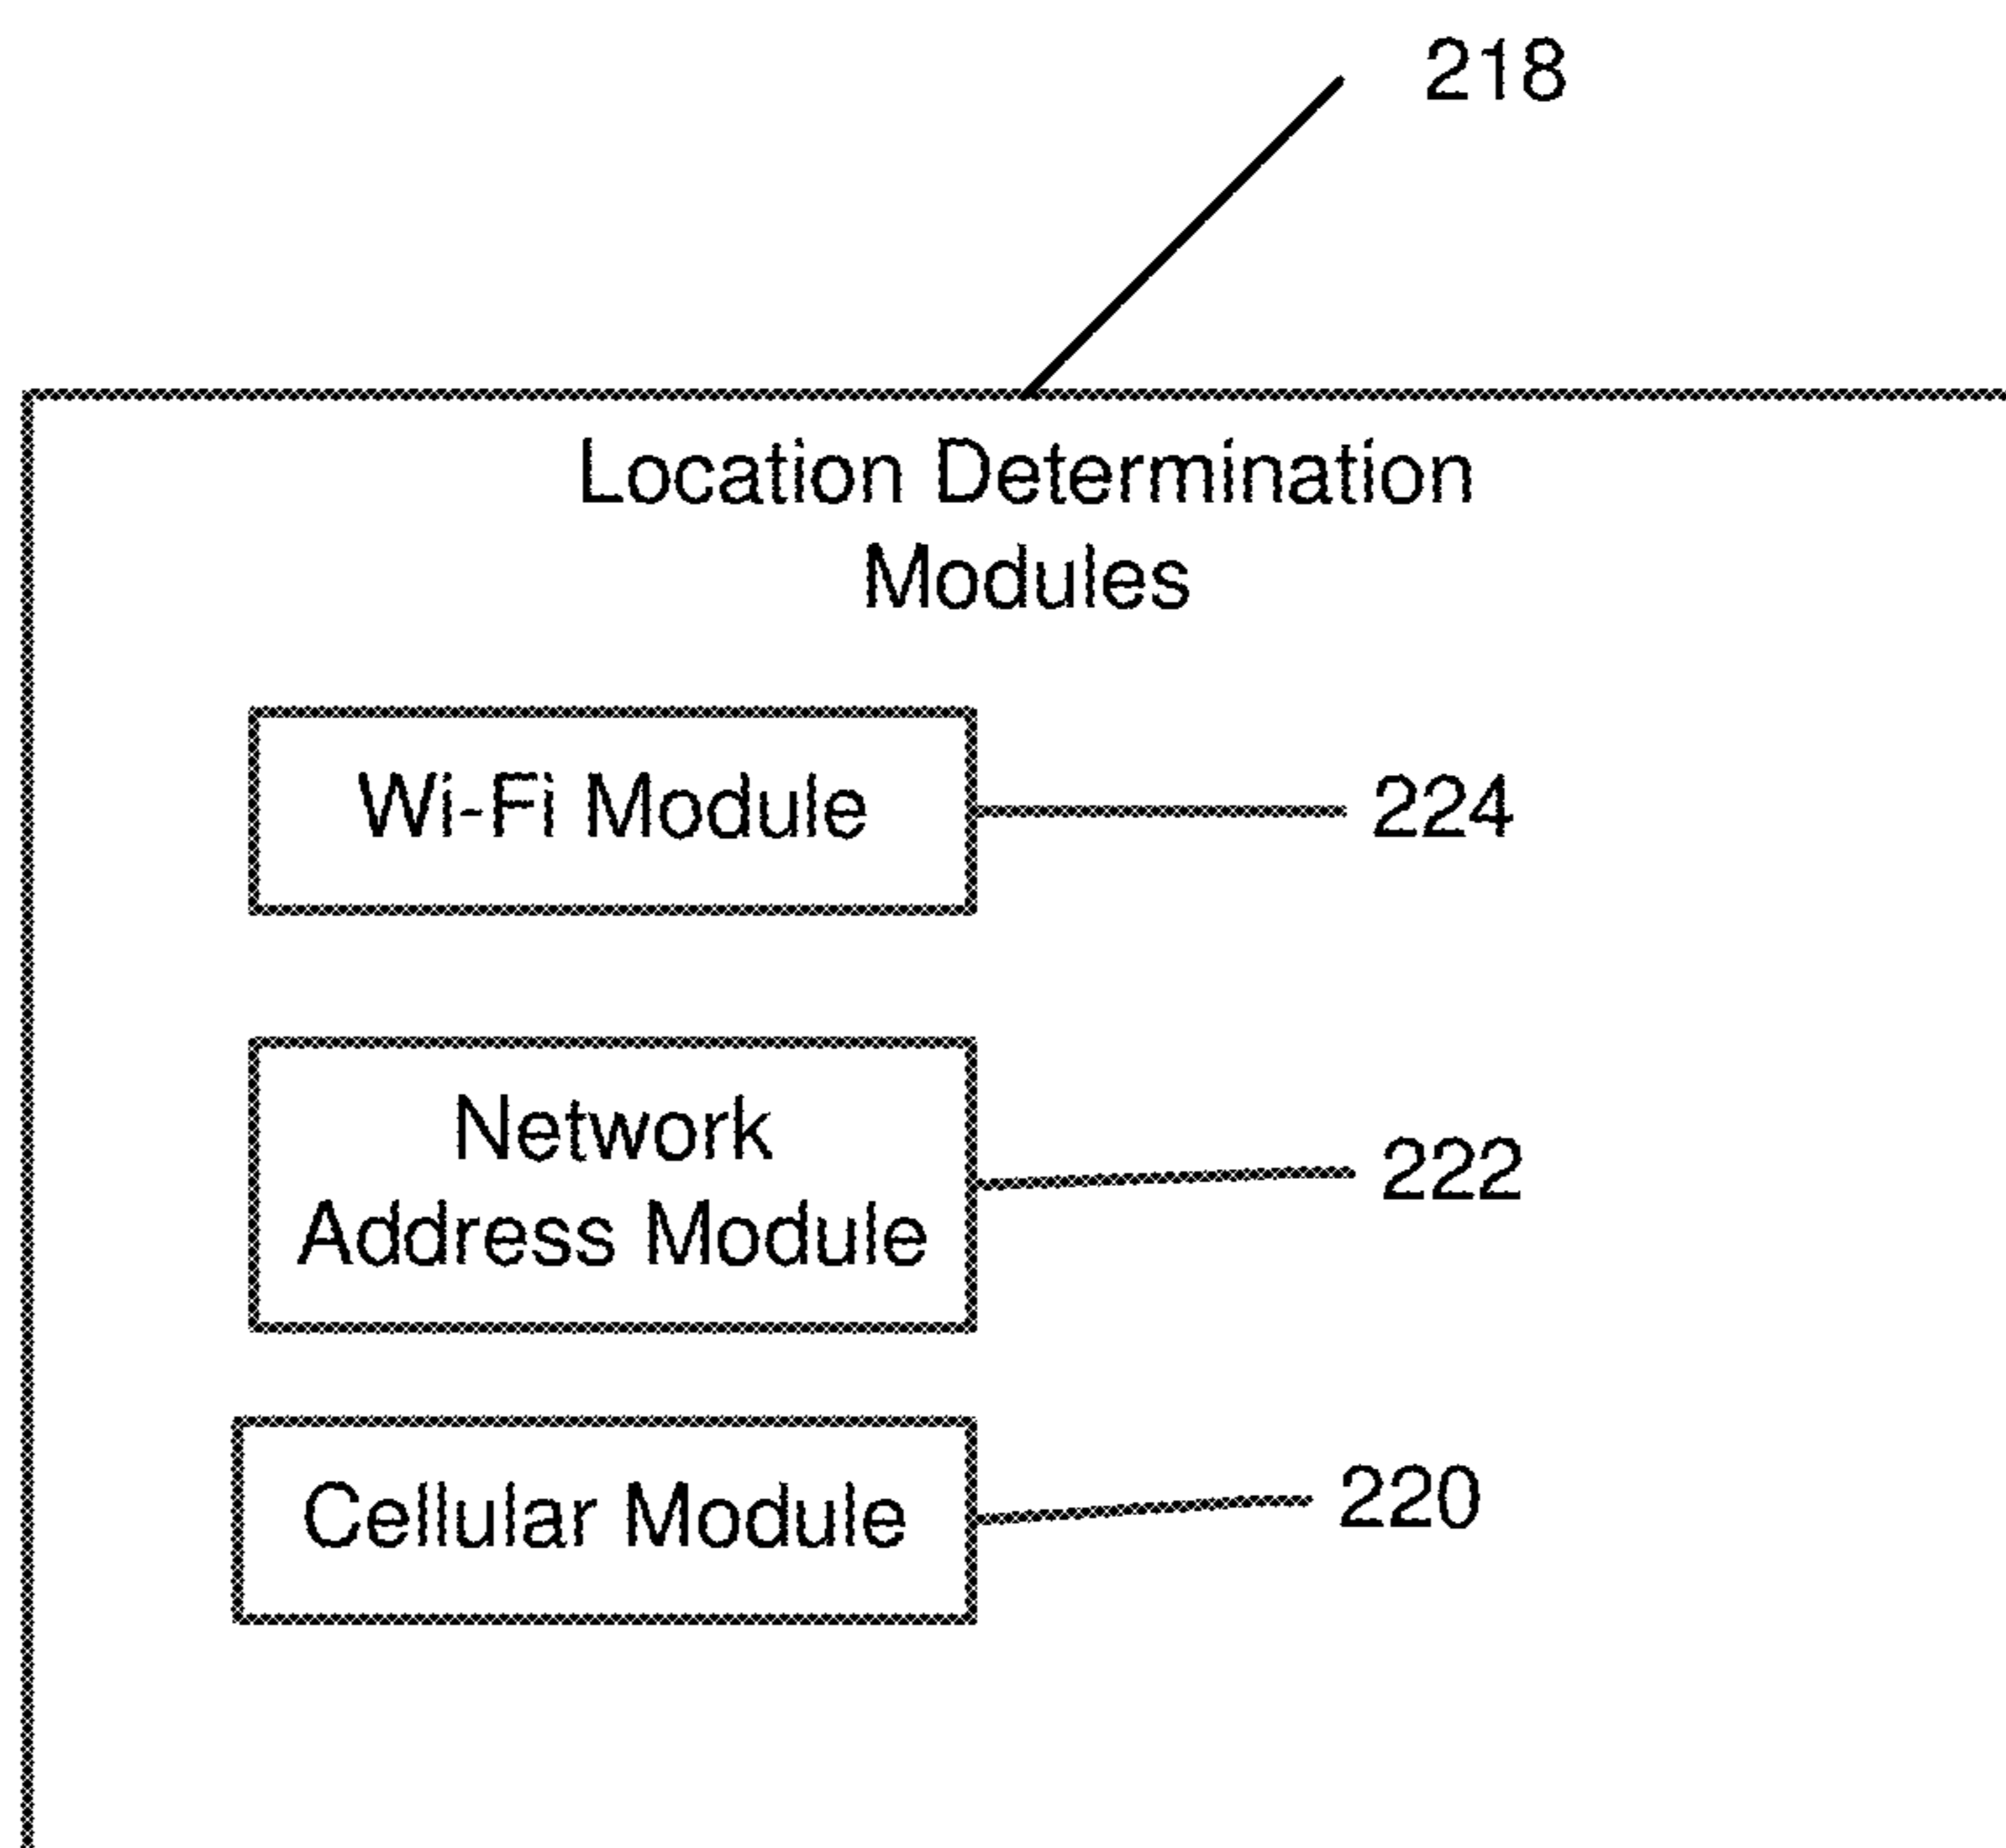 218
Location Determination
Modules
Wi-Fi Module
224
Network
Address Module
222
Cellular Module
220